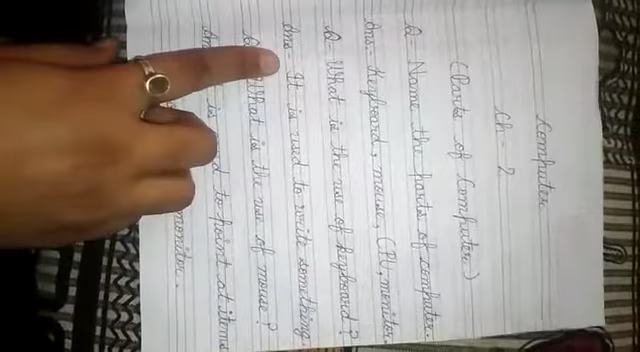 Computer
Ch - 2
(Parts of Computer)
Q- Name the parts of computer.
Ans- Keyboard, mouse, CPU, monitor.
Q- What is the use of keyboard?
Ans- It is used to write something.
What is the use of mouse?
Ans is to point at items
monitor.